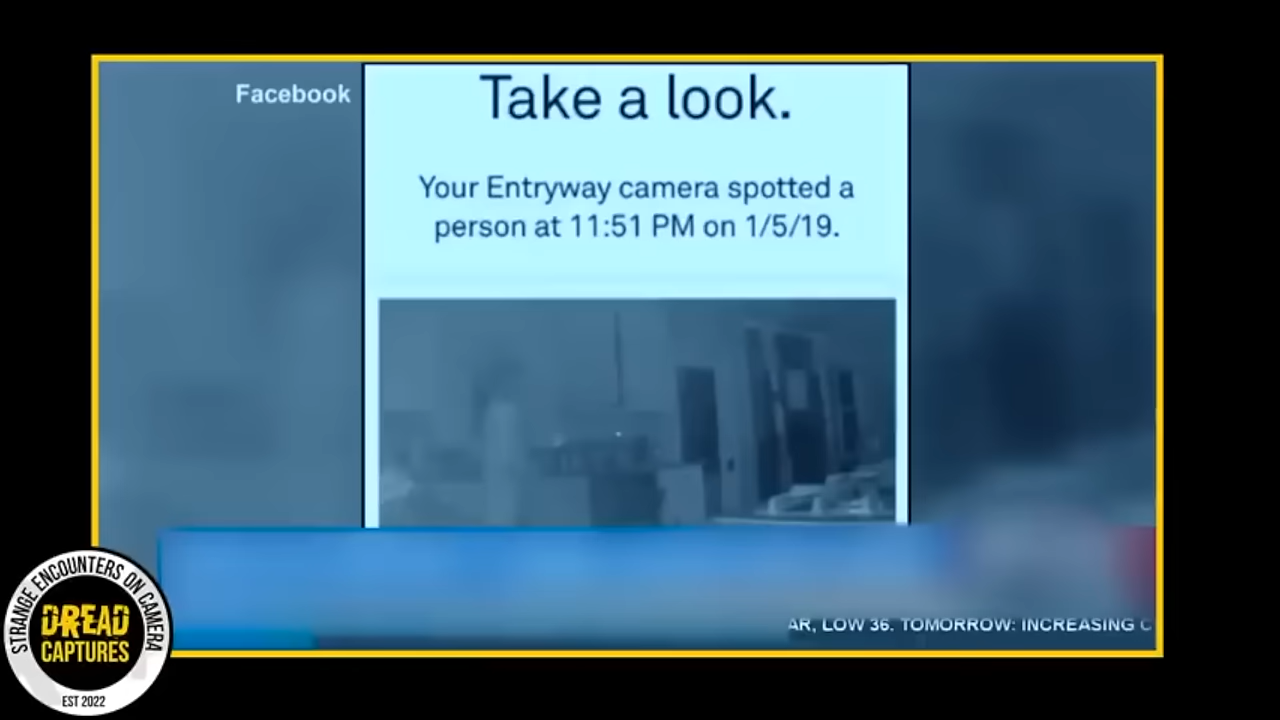 Facebook
Take a look.
Your Entryway camera spotted a
person at 11:51 PM on 1/5/19.
AR, LOW 36. TOMORROW: INCREASING C
STRANGE ENCOUNTERS ON CAMERA
DREAD
CAPTURES
EST 2022